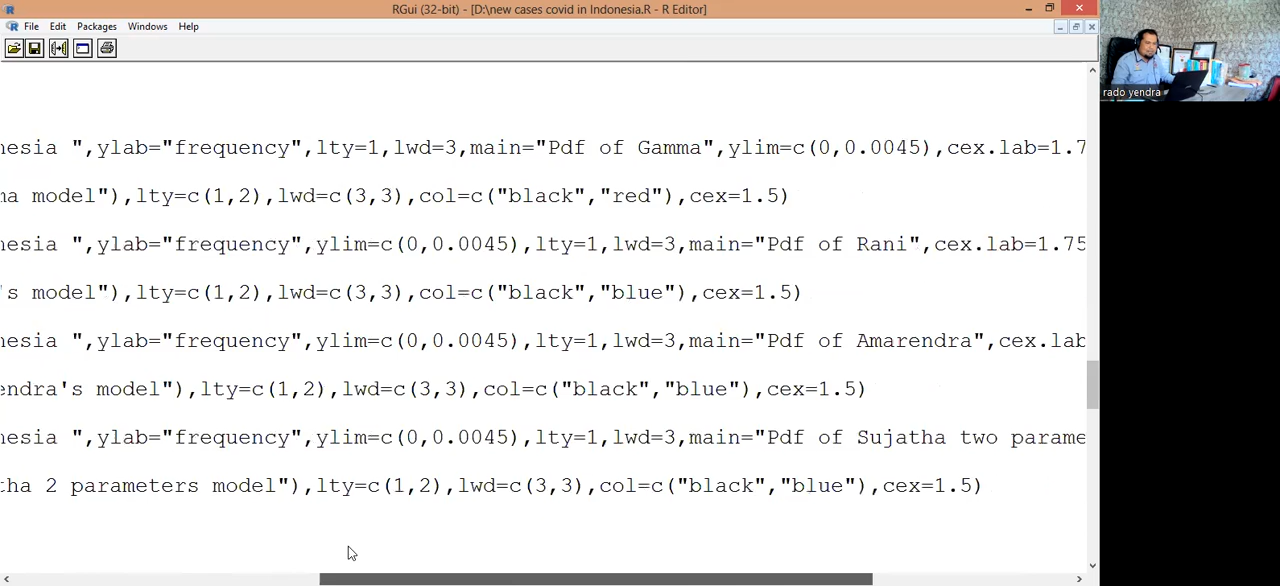 RGui (32-bit) - [D:\new cases covid in Indonesia.R - R Editor]
File Edit Packages Windows Help
nesia ",ylab="frequency",lty=1,lwd=3,main="Pdf of Gamma",ylim=c(0,0.0045),cex.lab=1.7
ma model"),lty=c(1,2),lwd=c(3,3),col=c("black","red"),cex=1.5)
nesia ",ylab="frequency",ylim=c(0,0.0045),lty=1,lwd=3,main="Pdf of Rani",cex.lab=1.75
's model"),lty=c(1,2),lwd=c(3,3),col=c("black","blue"),cex=1.5)
nesia ",ylab="frequency",ylim=c(0,0.0045),lty=1,lwd=3,main="Pdf of Amarendra",cex.lab
endra's model"),lty=c(1,2),lwd=c(3,3),col=c("black","blue"),cex=1.5)
nesia ",ylab="frequency",ylim=c(0,0.0045),lty=1,lwd=3,main="Pdf of Sujatha two parame
tha 2 parameters model"),lty=c(1,2),lwd=c(3,3),col=c("black","blue"),cex=1.5)
rado yendra